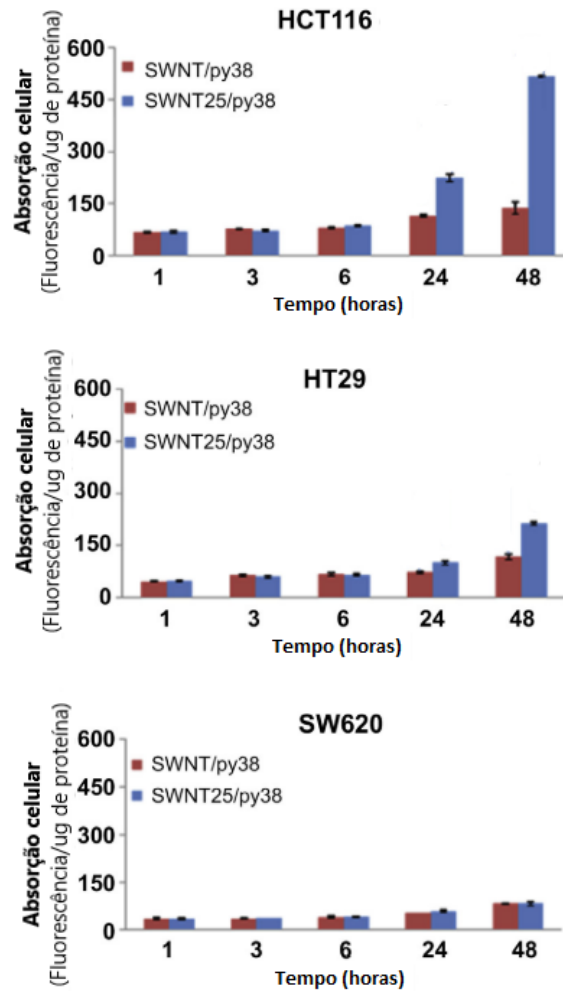 HCT116
Absorção celular
(Fluorescência/ug de proteína)
600
450
300
150
0
SWNT/py38
SWNT25/py38
1 3 6 24 48
Tempo (horas)
HT29
Absorção celular
(Fluorescência/ug de proteína)
600
450
300
150
0
SWNT/py38
SWNT25/py38
1 3 6 24 48
Tempo (horas)
SW620
Absorção celular
(Fluorescência/ug de proteína)
600
450
300
150
0
SWNT/py38
SWNT25/py38
1 3 6 24 48
Tempo (horas)